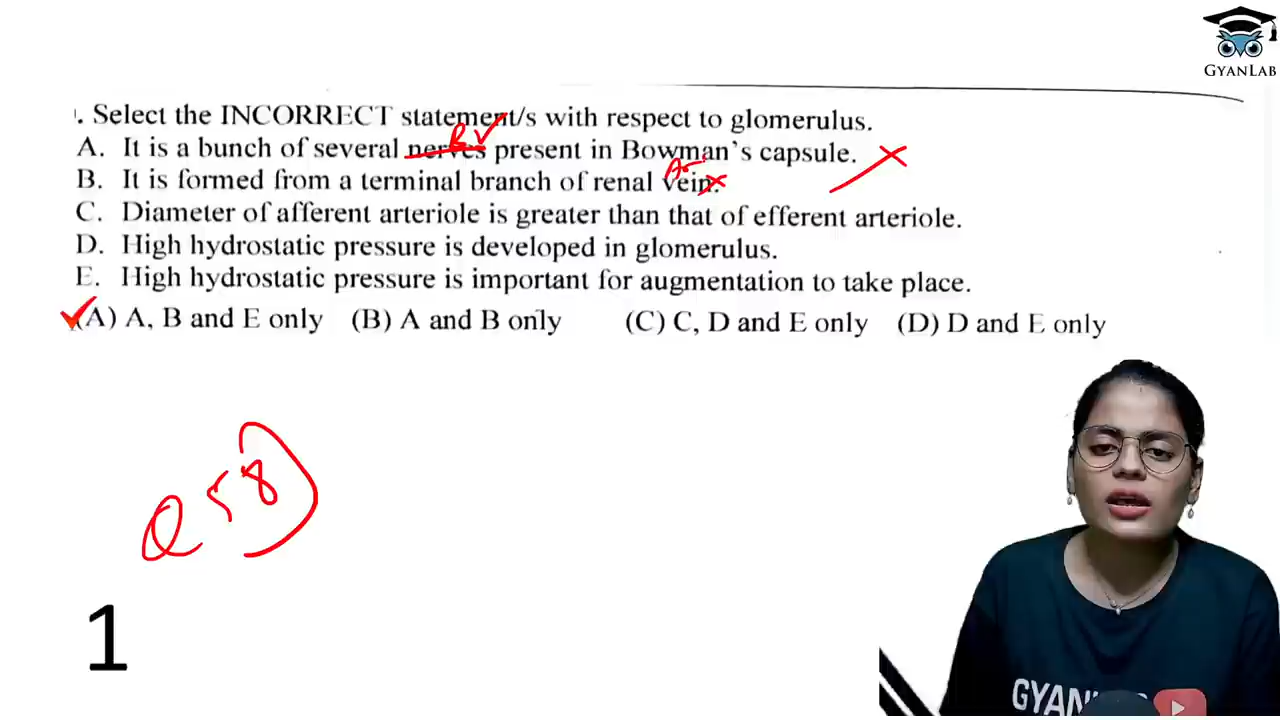 GYANLAB
. Select the INCORRECT statement/s with respect to glomerulus.
BV
A. It is a bunch of several nerves present in Bowman's capsule.
Ar
B. It is formed from a terminal branch of renal vein.
C. Diameter of afferent arteriole is greater than that of efferent arteriole.
D. High hydrostatic pressure is developed in glomerulus.
E. High hydrostatic pressure is important for augmentation to take place.
(A) A, B and E only (B) A and B only (C) C, D and E only (D) D and E only
Q 58)
1